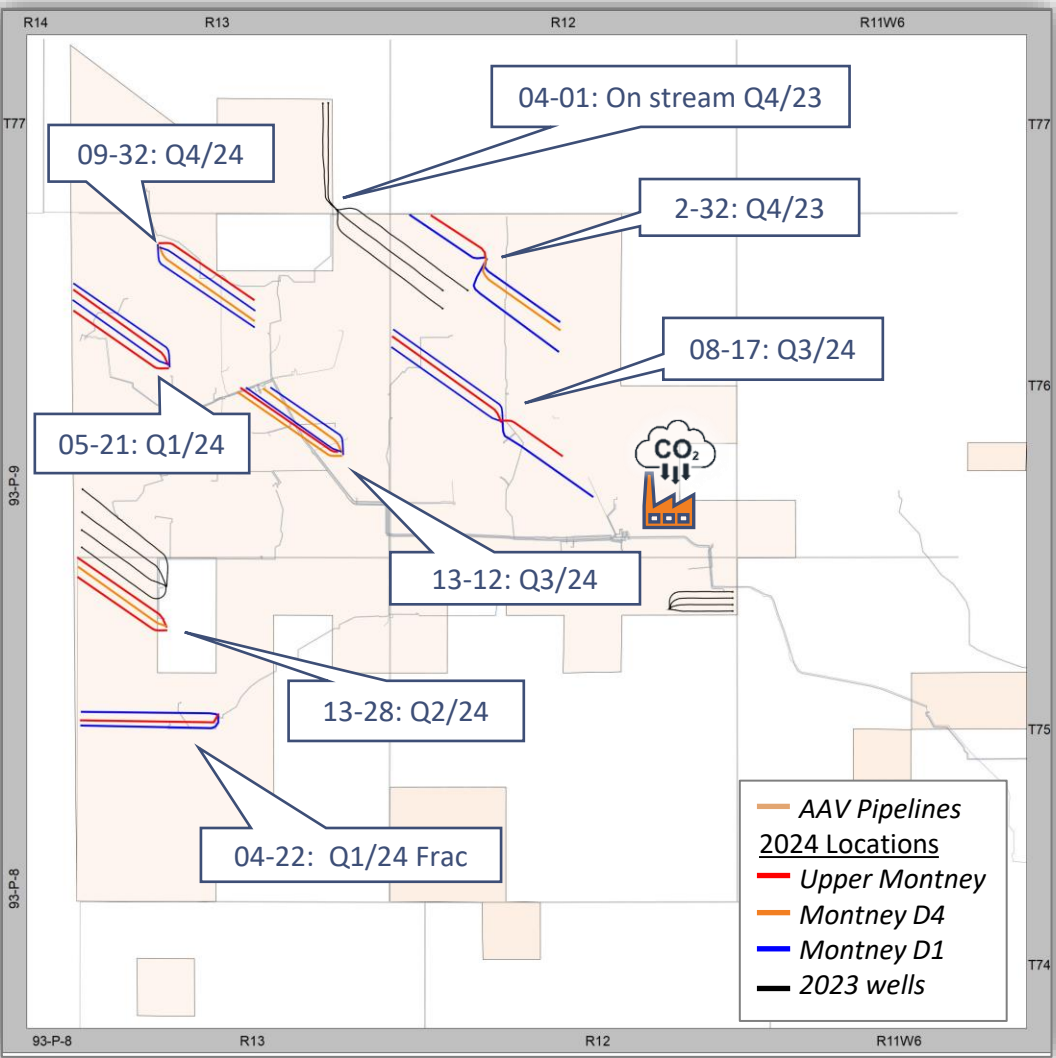 R14 R13 R12 R11W6
04-01: On stream Q4/23
T77 T77
09-32: Q4/24
2-32: Q4/23
08-17: Q3/24
T76
05-21: Q1/24
CO₂
93-P-9
13-12: Q3/24
13-28: Q2/24
T75
AAV Pipelines
2024 Locations
04-22: Q1/24 Frac
Upper Montney
93-P-8
Montney D4
Montney D1
T74
2023 wells
93-P-8 R13 R12 R11W6